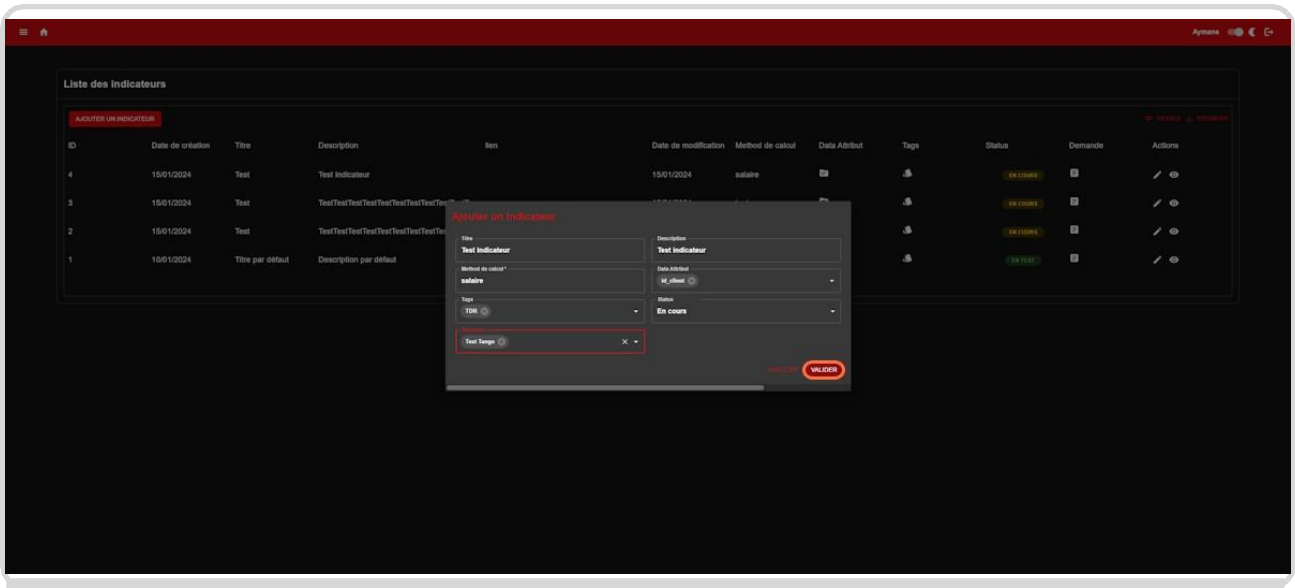 Aymane
Liste des indicateurs
AJOUTER UN INDICATEUR
ID Date de création Titre Description lien Date de modification Method de calcul Data Attribut Tags Status Demande Actions
4 15/01/2024 Test Test indicateur 15/01/2024 salaire EN COURS
3 15/01/2024 Test EN COURS
2 15/01/2024 Test EN COURS
1 10/01/2024 Titre par défaut Description par défaut EN TEST
Ajouter un indicateur
Titre Description
Test indicateur Test indicateur
Method de calcul * Data Attribut
salaire id_client
Tags Status
TDR En cours
Test Tango
VALIDER